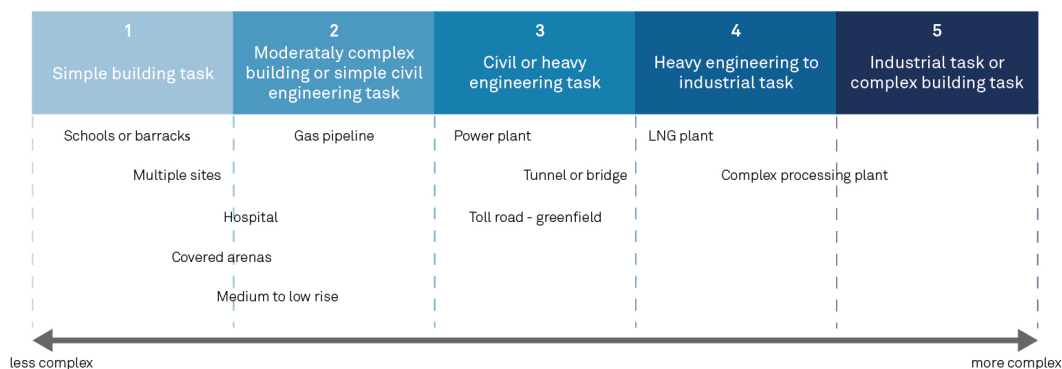 1
Simple building task
2
Moderataly complex
building or simple civil
engineering task
3
Civil or heavy
engineering task
4
Heavy engineering to
industrial task
5
Industrial task or
complex building task
Schools or barracks
Gas pipeline
Power plant
LNG plant
Multiple sites
Tunnel or bridge
Complex processing plant
Hospital
Toll road - greenfield
Covered arenas
Medium to low rise
less complex
more complex